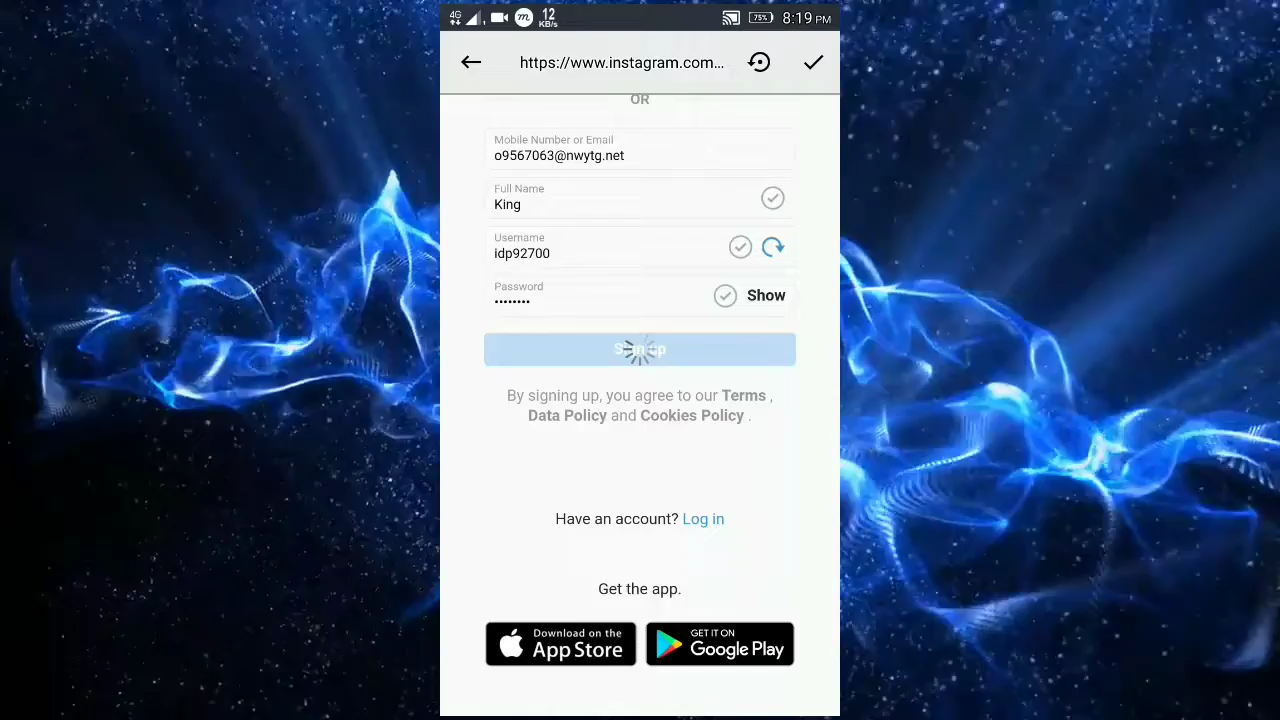 4G 1 m 12 KB/s 75% 8:19 PM
https://www.instagram.com...
OR
Mobile Number or Email
o9567063@nwytg.net
Full Name
King
Username
idp92700
Password
•••••••• Show
Sign up
By signing up, you agree to our Terms ,
Data Policy and Cookies Policy .
Have an account? Log in
Get the app.
Download on the
App Store
GET IT ON
Google Play